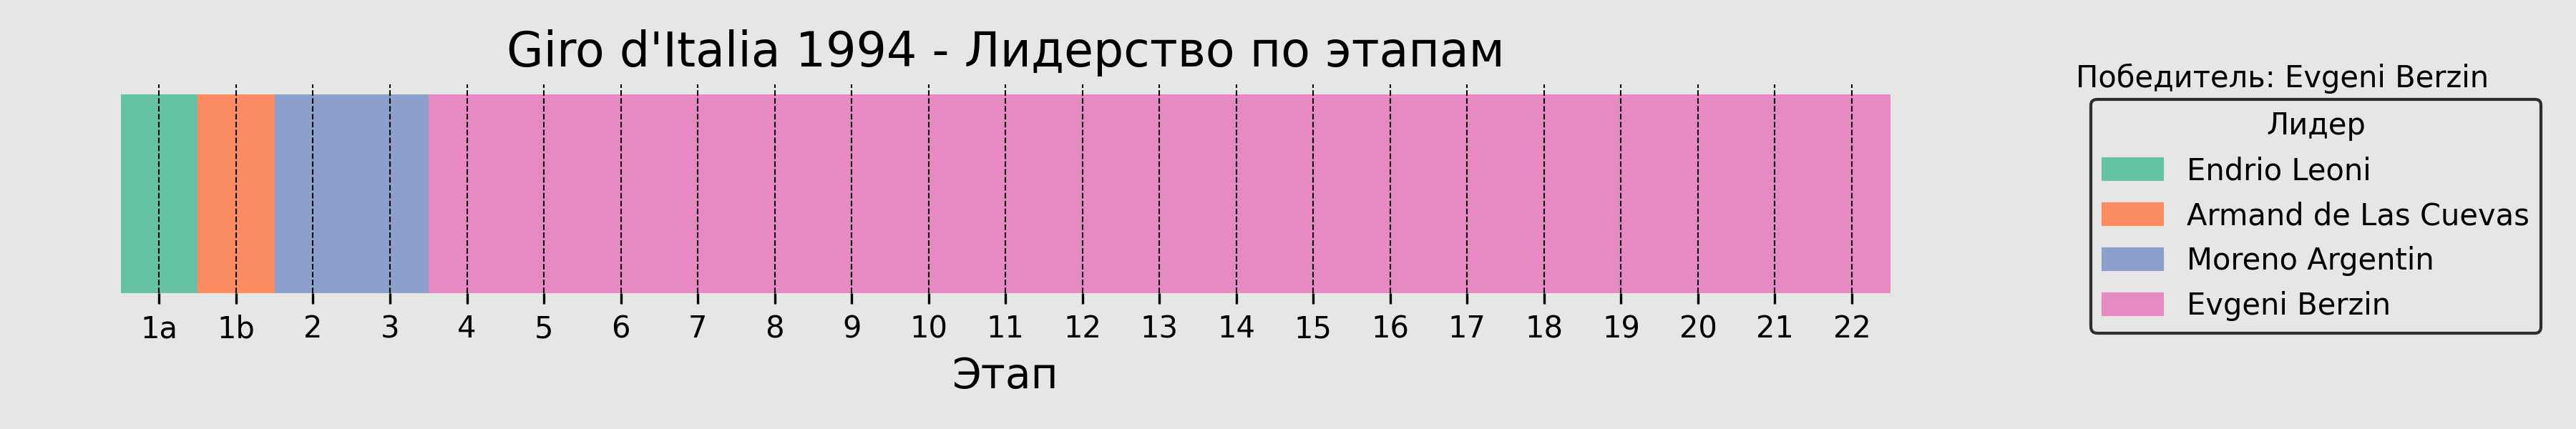 Giro d'Italia 1994 - Лидерство по этапам
Победитель: Evgeni Berzin
Лидер
Endrio Leoni
Armand de Las Cuevas
Moreno Argentin
Evgeni Berzin
1a 1b 2 3 4 5 6 7 8 9 10 11 12 13 14 15 16 17 18 19 20 21 22
Этап